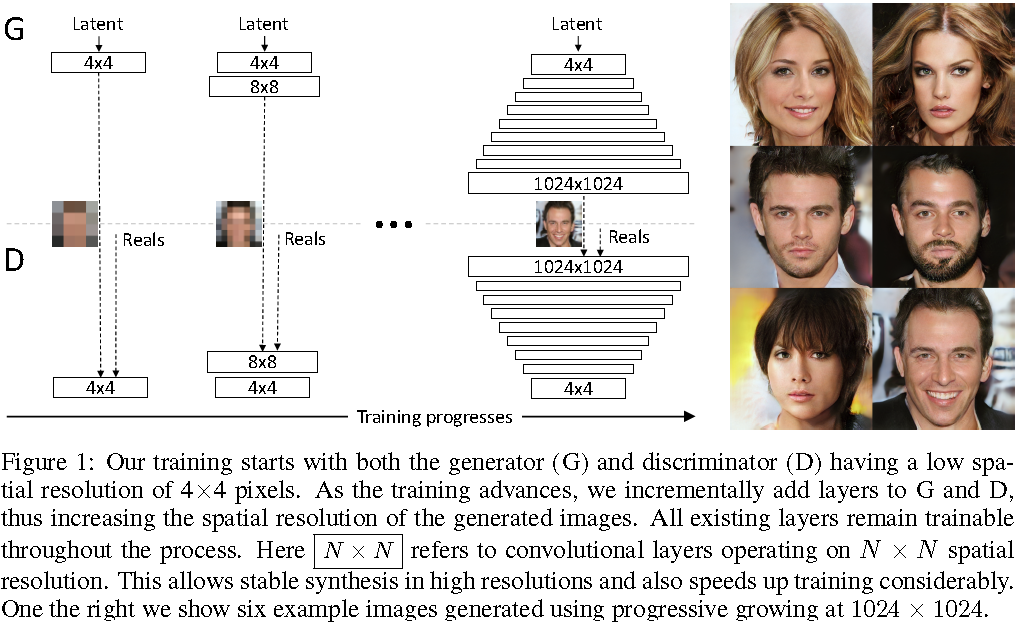 G
Latent
Latent
Latent
4x4
4x4
4x4
8x8
1024x1024
Reals
Reals
Reals
D
1024x1024
8x8
4x4
4x4
4x4
Training progresses
Figure 1: Our training starts with both the generator (G) and discriminator (D) having a low spa-
tial resolution of 4×4 pixels. As the training advances, we incrementally add layers to G and D,
thus increasing the spatial resolution of the generated images. All existing layers remain trainable
throughout the process. Here N × N refers to convolutional layers operating on N × N spatial
resolution. This allows stable synthesis in high resolutions and also speeds up training considerably.
One the right we show six example images generated using progressive growing at 1024 × 1024.